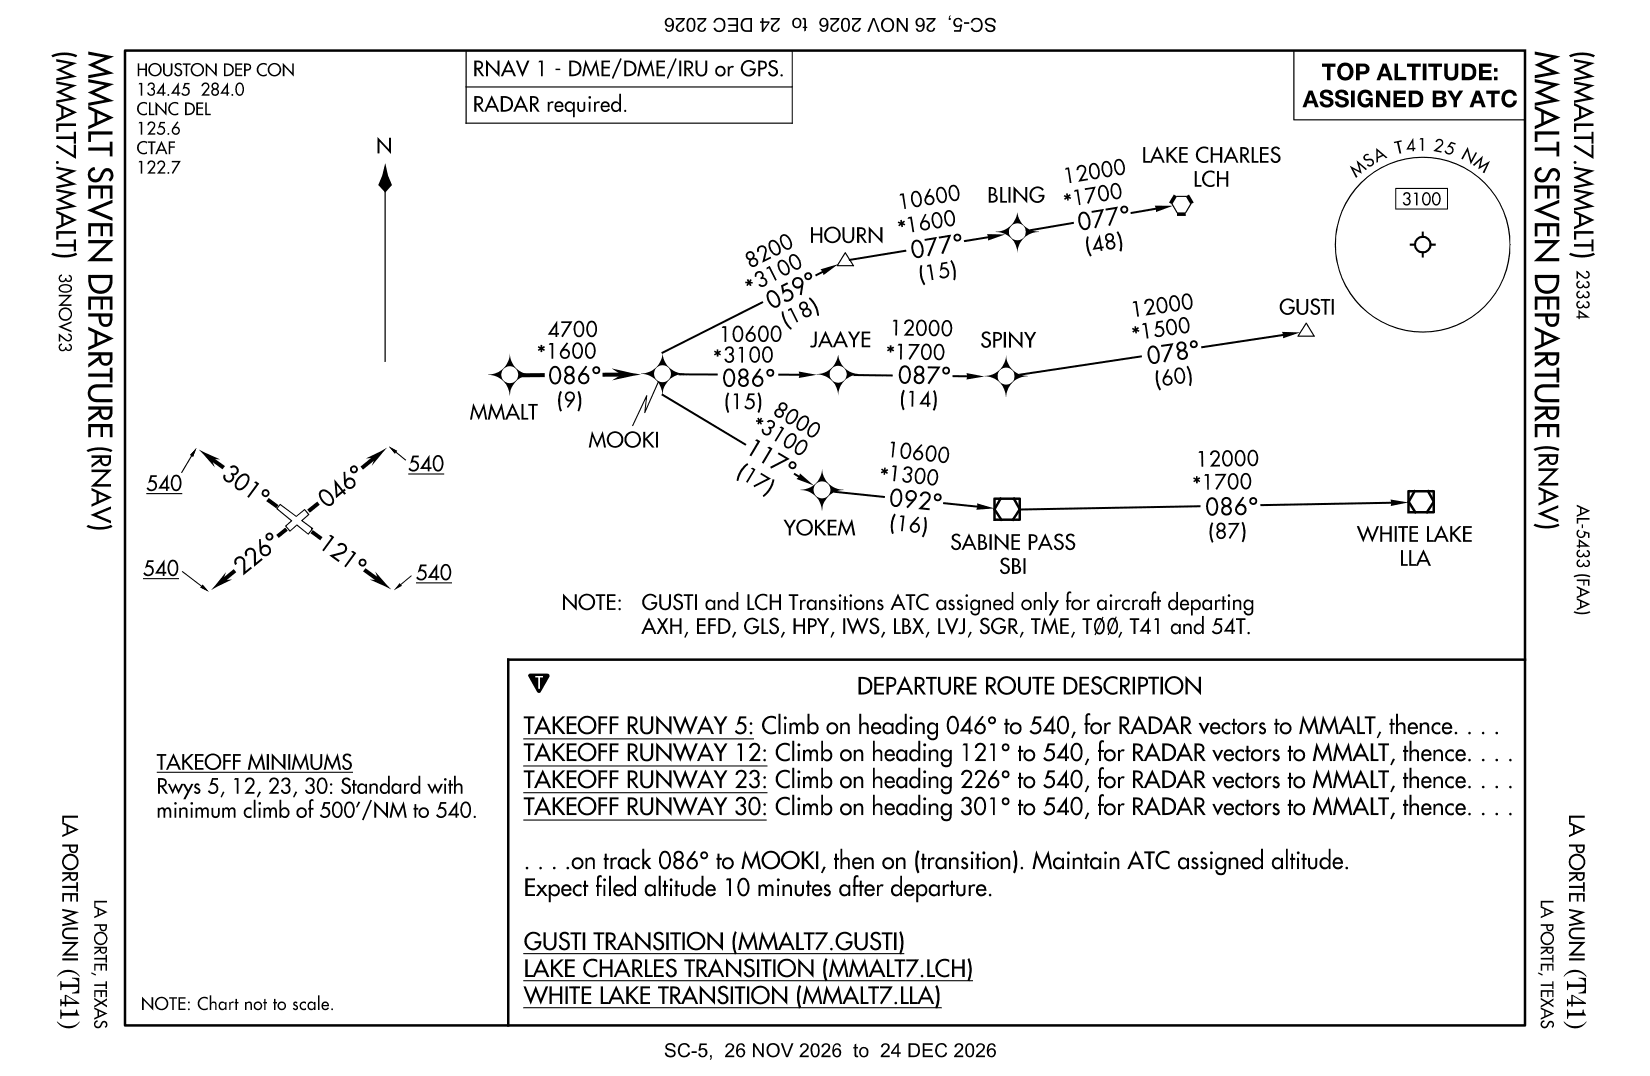 SC-5, 26 NOV 2026 to 24 DEC 2026
(MMALT7.MMALT) 30NOV23
MMALT SEVEN DEPARTURE (RNAV)
LA PORTE MUNI (T41)
LA PORTE, TEXAS
HOUSTON DEP CON
134.45 284.0
CLNC DEL
125.6
CTAF
122.7
RNAV 1 - DME/DME/IRU or GPS.
RADAR required.
TOP ALTITUDE:
ASSIGNED BY ATC
N
MSA T41 25 NM
3100
LAKE CHARLES
LCH
12000
*1700
077°
(48)
BLING
10600
*1600
077°
(15)
HOURN
8200
*3100
059°
(18)
GUSTI
12000
*1500
078°
(60)
SPINY
12000
*1700
087°
(14)
JAAYE
10600
*3100
086°
(15)
4700
*1600
086°
(9)
MMALT
MOOKI
8000
*3100
117°
(17)
YOKEM
10600
*1300
092°
(16)
SABINE PASS
SBI
12000
*1700
086°
(87)
WHITE LAKE
LLA
540
301°
046°
540
540
226°
121°
540
NOTE: GUSTI and LCH Transitions ATC assigned only for aircraft departing
AXH, EFD, GLS, HPY, IWS, LBX, LVJ, SGR, TME, TØØ, T41 and 54T.
TAKEOFF MINIMUMS
Rwys 5, 12, 23, 30: Standard with
minimum climb of 500'/NM to 540.
NOTE: Chart not to scale.
T
DEPARTURE ROUTE DESCRIPTION
TAKEOFF RUNWAY 5: Climb on heading 046° to 540, for RADAR vectors to MMALT, thence. . . .
TAKEOFF RUNWAY 12: Climb on heading 121° to 540, for RADAR vectors to MMALT, thence. . . .
TAKEOFF RUNWAY 23: Climb on heading 226° to 540, for RADAR vectors to MMALT, thence. . . .
TAKEOFF RUNWAY 30: Climb on heading 301° to 540, for RADAR vectors to MMALT, thence. . . .
. . . .on track 086° to MOOKI, then on (transition). Maintain ATC assigned altitude.
Expect filed altitude 10 minutes after departure.
GUSTI TRANSITION (MMALT7.GUSTI)
LAKE CHARLES TRANSITION (MMALT7.LCH)
WHITE LAKE TRANSITION (MMALT7.LLA)
(MMALT7.MMALT) 23334
MMALT SEVEN DEPARTURE (RNAV)
AL-5433 (FAA)
LA PORTE MUNI (T41)
LA PORTE, TEXAS
SC-5, 26 NOV 2026 to 24 DEC 2026